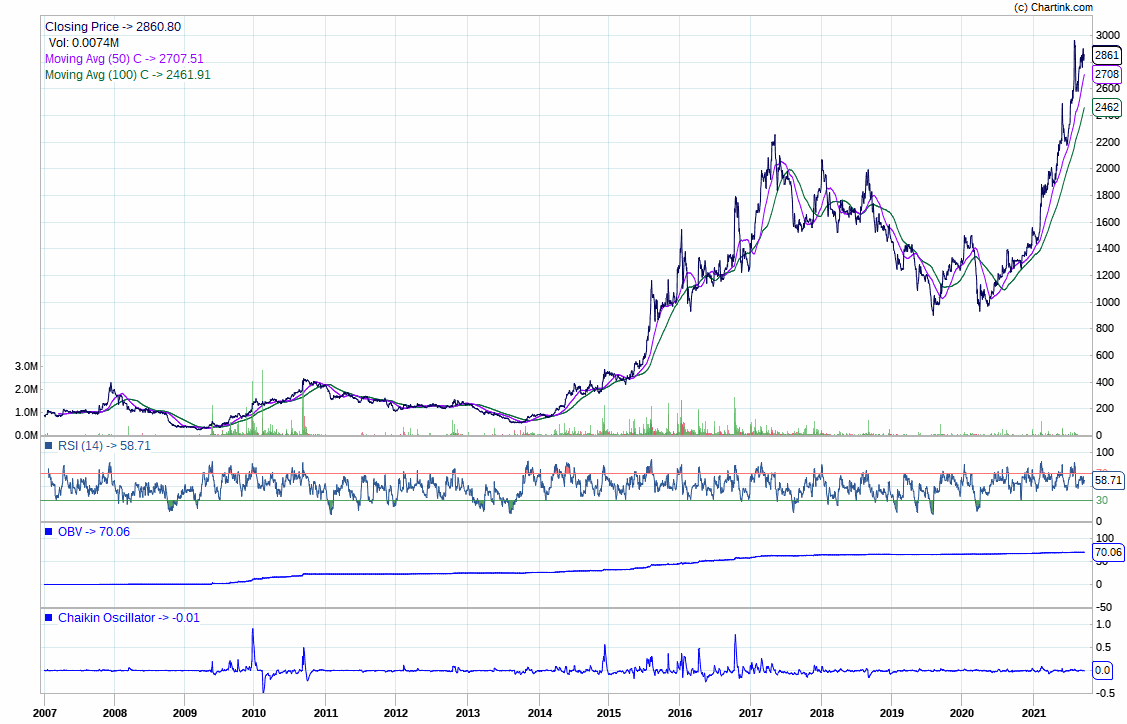 (c) Chartink.com
Closing Price -> 2860.80
Vol: 0.0074M
Moving Avg (50) C -> 2707.51
Moving Avg (100) C -> 2461.91
3000
2861
2708
2600
2462
2200
2000
1800
1600
1400
1200
1000
800
600
400
200
0
3.0M
2.0M
1.0M
0.0M
RSI (14) -> 58.71
100
58.71
30
0
OBV -> 70.06
100
70.06
0
-50
Chaikin Oscillator -> -0.01
1.0
0.5
0.0
-0.5
2007 2008 2009 2010 2011 2012 2013 2014 2015 2016 2017 2018 2019 2020 2021